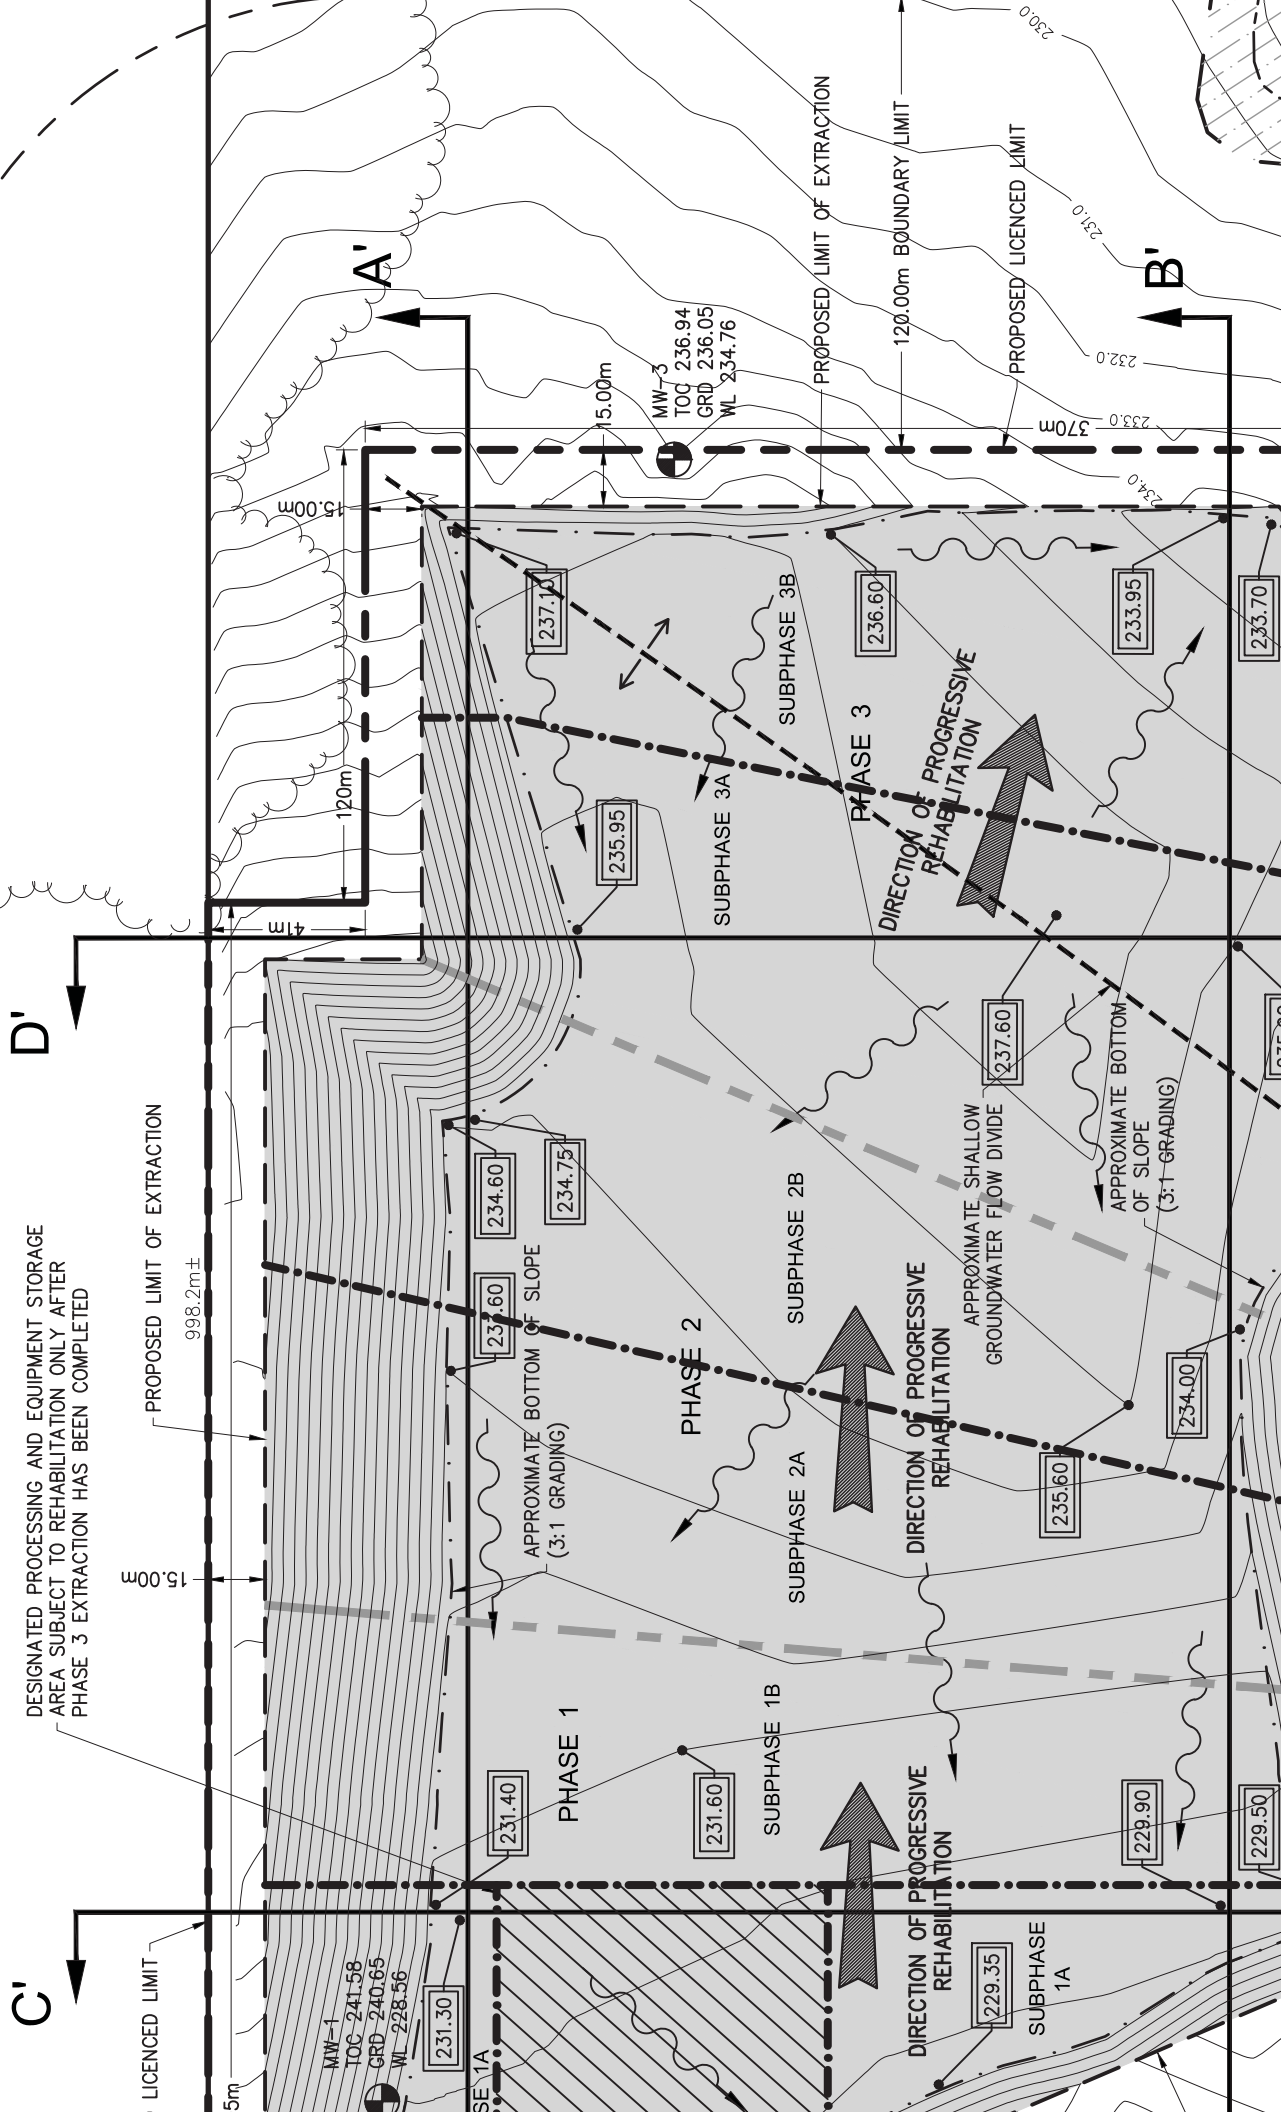 230.0
231.0
232.0
233.0
234.0
A'
B'
PROPOSED LIMIT OF EXTRACTION
120.00m BOUNDARY LIMIT
PROPOSED LICENCED LIMIT
MW-3
TOC 236.94
GRD 236.05
WL 234.76
15.00m
370m
15.00m
120m
41m
237.10
236.60
233.95
233.70
SUBPHASE 3B
PHASE 3
SUBPHASE 3A
235.95
DIRECTION OF PROGRESSIVE
REHABILITATION
D'
237.60
APPROXIMATE SHALLOW
GROUNDWATER FLOW DIVIDE
APPROXIMATE BOTTOM
OF SLOPE
(3:1 GRADING)
234.60
234.75
DESIGNATED PROCESSING AND EQUIPMENT STORAGE
AREA SUBJECT TO REHABILITATION ONLY AFTER
PHASE 3 EXTRACTION HAS BEEN COMPLETED
PROPOSED LIMIT OF EXTRACTION
998.2m±
SUBPHASE 2B
PHASE 2
SUBPHASE 2A
APPROXIMATE BOTTOM OF SLOPE
(3:1 GRADING)
DIRECTION OF PROGRESSIVE
REHABILITATION
234.00
235.60
15.00m
PHASE 1
SUBPHASE 1B
231.40
231.60
229.90
229.50
DIRECTION OF PROGRESSIVE
REHABILITATION
C'
LICENCED LIMIT
5m
MW-1
TOC 241.58
GRD 240.65
WL 228.56
231.30
SE 1A
229.35
SUBPHASE
1A